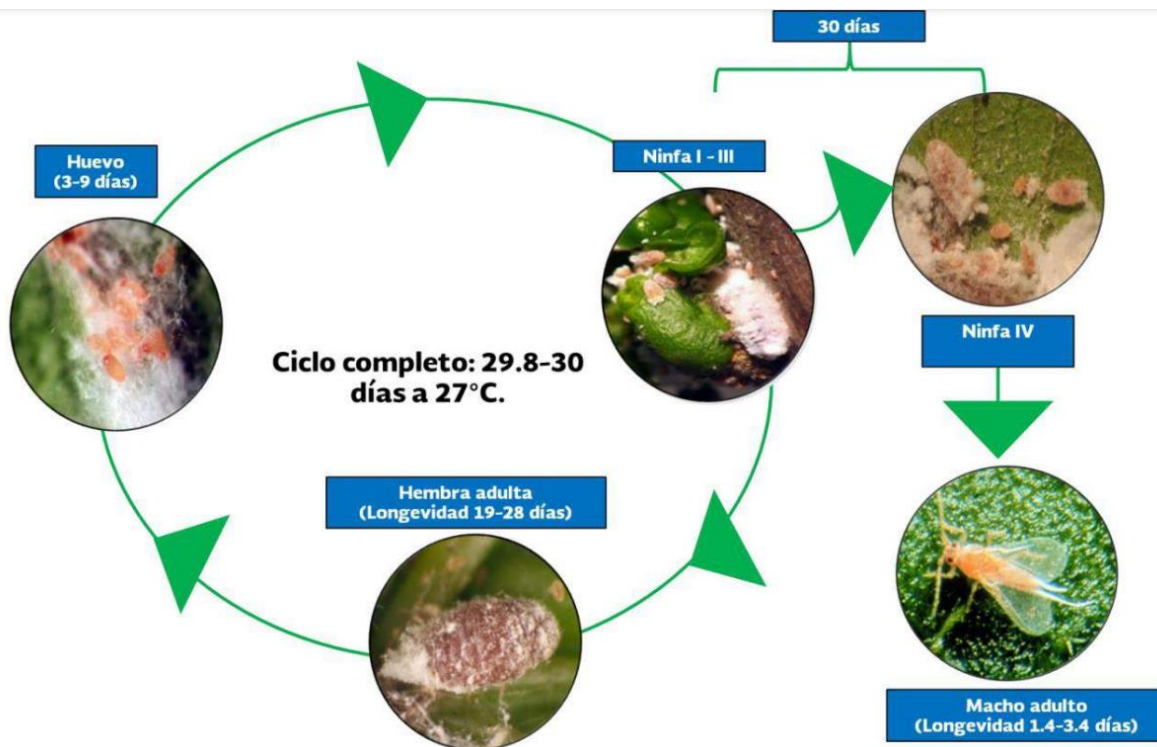 30 días
Huevo
(3-9 días)
Ninfa I - III
Ninfa IV
Ciclo completo: 29.8-30
días a 27°C.
Hembra adulta
(Longevidad 19-28 días)
Macho adulto
(Longevidad 1.4-3.4 días)